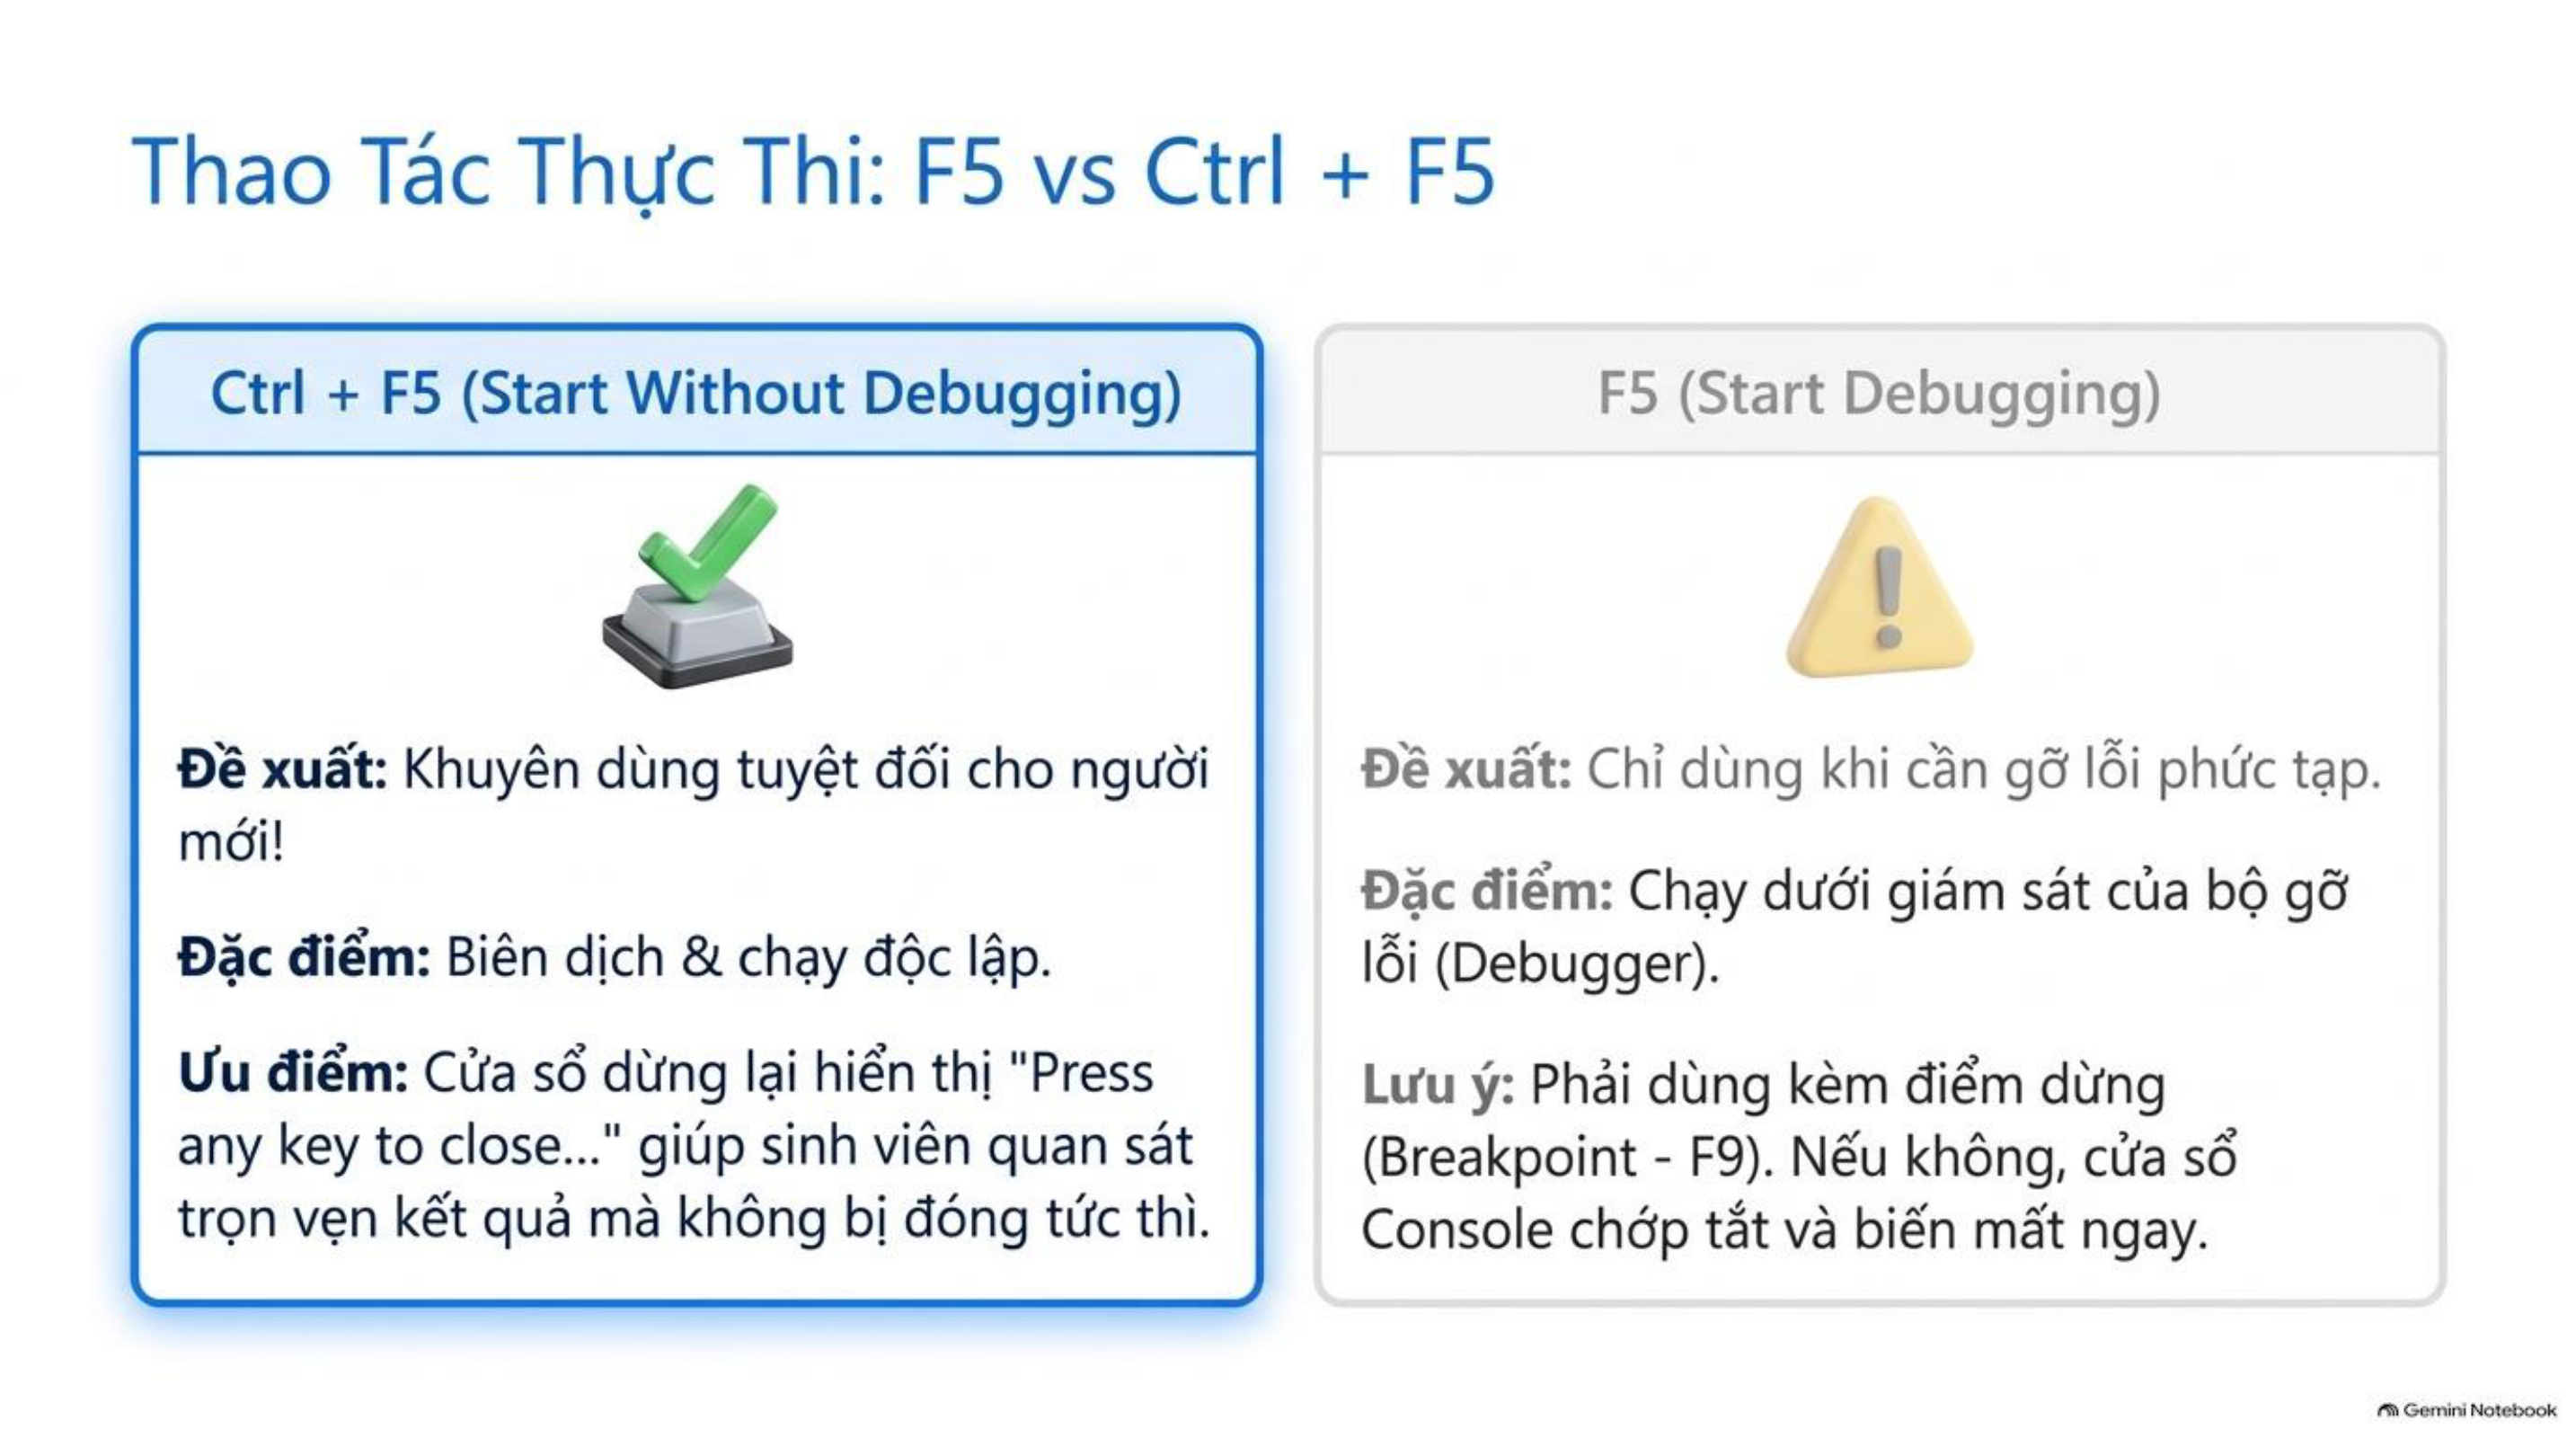 Thao Tác Thực Thi: F5 vs Ctrl + F5
Ctrl + F5 (Start Without Debugging)
Đề xuất: Khuyên dùng tuyệt đối cho người
mới!
Đặc điểm: Biên dịch & chạy độc lập.
Ưu điểm: Cửa sổ dừng lại hiển thị "Press
any key to close..." giúp sinh viên quan sát
trọn vẹn kết quả mà không bị đóng tức thì.
F5 (Start Debugging)
Đề xuất: Chỉ dùng khi cần gỡ lỗi phức tạp.
Đặc điểm: Chạy dưới giám sát của bộ gỡ
lỗi (Debugger).
Lưu ý: Phải dùng kèm điểm dừng
(Breakpoint - F9). Nếu không, cửa sổ
Console chớp tắt và biến mất ngay.
Gemini Notebook